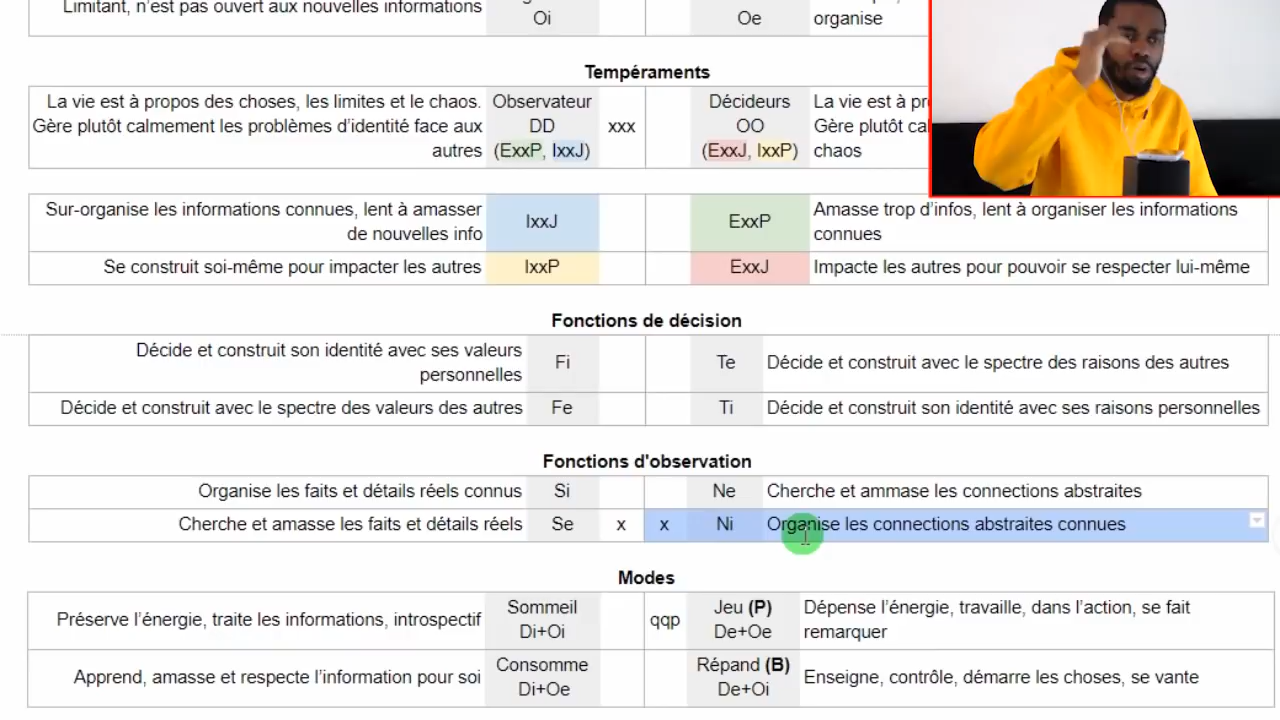 Limitant, n'est pas ouvert aux nouvelles informations
Oi
Oe
organise
Tempéraments
La vie est à propos des choses, les limites et le chaos.
Gère plutôt calmement les problèmes d'identité face aux
autres
Observateur
DD
(ExxP, IxxJ)
xxx
Décideurs
OO
(ExxJ, IxxP)
La vie est à
Gère plutôt
chaos
Sur-organise les informations connues, lent à amasser
de nouvelles info
IxxJ
ExxP
Amasse trop d'infos, lent à organiser les informations
connues
Se construit soi-même pour impacter les autres
IxxP
ExxJ
Impacte les autres pour pouvoir se respecter lui-même
Fonctions de décision
Décide et construit son identité avec ses valeurs
personnelles
Fi
Te
Décide et construit avec le spectre des raisons des autres
Décide et construit avec le spectre des valeurs des autres
Fe
Ti
Décide et construit son identité avec ses raisons personnelles
Fonctions d'observation
Organise les faits et détails réels connus
Si
Ne
Cherche et ammase les connections abstraites
Cherche et amasse les faits et détails réels
Se
x
x
Ni
Organise les connections abstraites connues
Modes
Préserve l'énergie, traite les informations, introspectif
Sommeil
Di+Oi
qqp
Jeu (P)
De+Oe
Dépense l'énergie, travaille, dans l'action, se fait
remarquer
Apprend, amasse et respecte l'information pour soi
Consomme
Di+Oe
Répand (B)
De+Oi
Enseigne, contrôle, démarre les choses, se vante